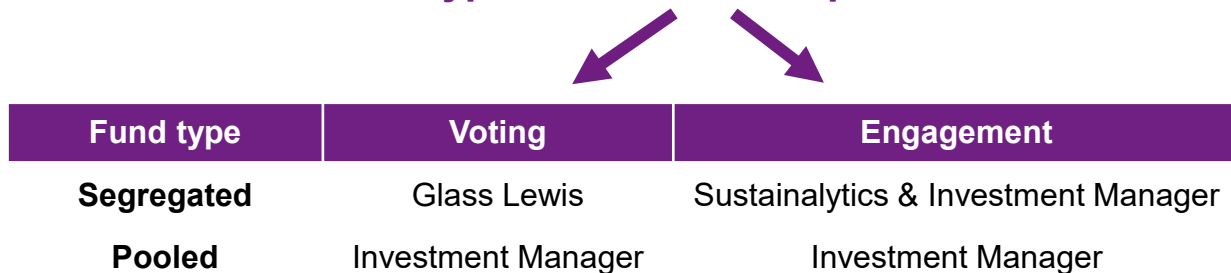 Fund type Voting Engagement
Segregated Glass Lewis Sustainalytics & Investment Manager
Pooled Investment Manager Investment Manager